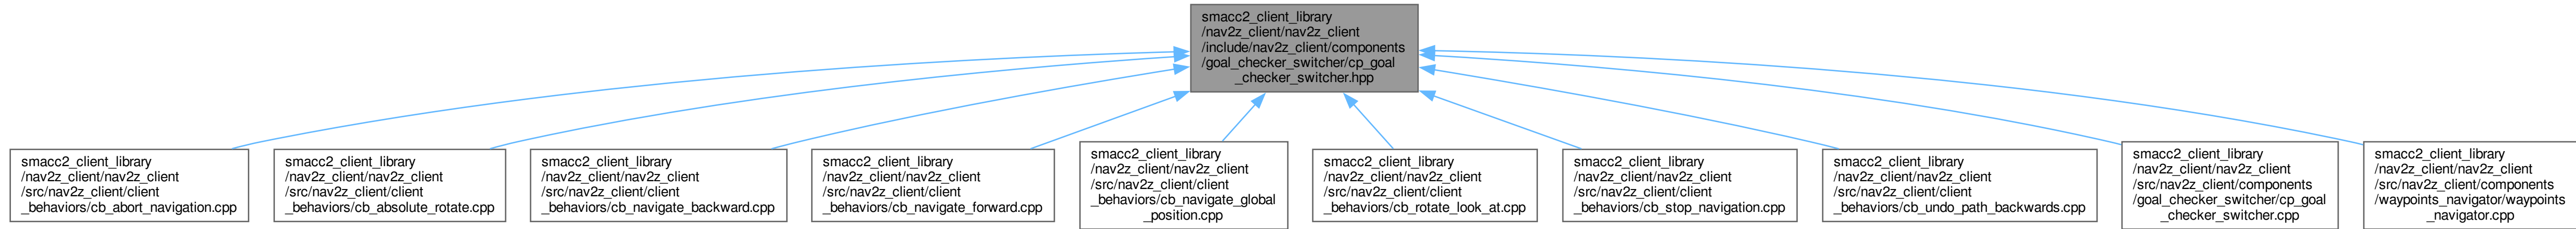 smacc2_client_library
/nav2z_client/nav2z_client
/include/nav2z_client/components
/goal_checker_switcher/cp_goal
_checker_switcher.hpp
smacc2_client_library
/nav2z_client/nav2z_client
/src/nav2z_client/client
_behaviors/cb_abort_navigation.cpp
smacc2_client_library
/nav2z_client/nav2z_client
/src/nav2z_client/client
_behaviors/cb_absolute_rotate.cpp
smacc2_client_library
/nav2z_client/nav2z_client
/src/nav2z_client/client
_behaviors/cb_navigate_backward.cpp
smacc2_client_library
/nav2z_client/nav2z_client
/src/nav2z_client/client
_behaviors/cb_navigate_forward.cpp
smacc2_client_library
/nav2z_client/nav2z_client
/src/nav2z_client/client
_behaviors/cb_navigate_global
_position.cpp
smacc2_client_library
/nav2z_client/nav2z_client
/src/nav2z_client/client
_behaviors/cb_rotate_look_at.cpp
smacc2_client_library
/nav2z_client/nav2z_client
/src/nav2z_client/client
_behaviors/cb_stop_navigation.cpp
smacc2_client_library
/nav2z_client/nav2z_client
/src/nav2z_client/client
_behaviors/cb_undo_path_backwards.cpp
smacc2_client_library
/nav2z_client/nav2z_client
/src/nav2z_client/components
/goal_checker_switcher/cp_goal
_checker_switcher.cpp
smacc2_client_library
/nav2z_client/nav2z_client
/src/nav2z_client/components
/waypoints_navigator/waypoints
_navigator.cpp